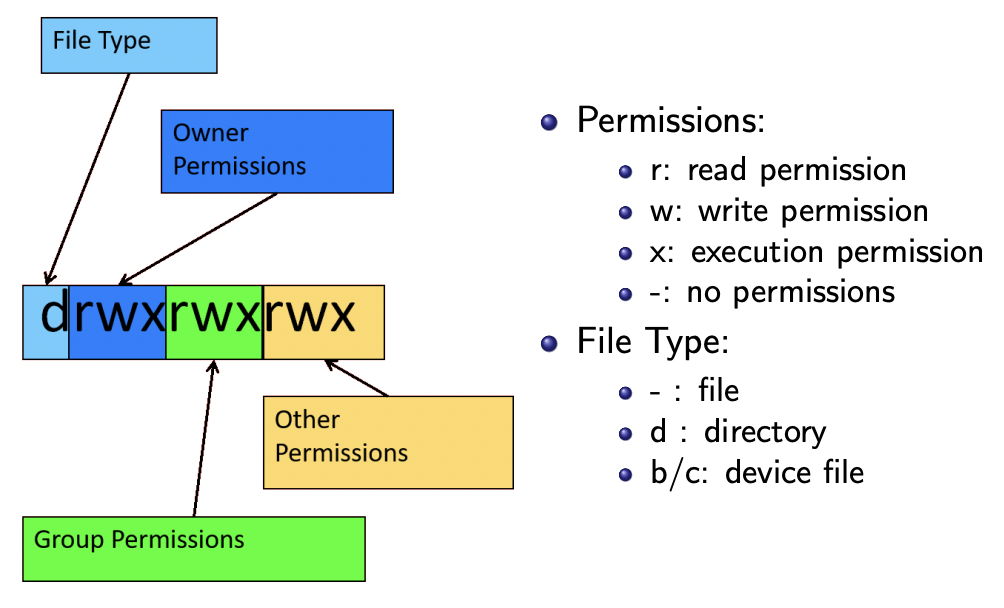 File Type
Owner
Permissions
drwxrwxrwx
Other
Permissions
Group Permissions
Permissions:
r: read permission
w: write permission
x: execution permission
-: no permissions
File Type:
- : file
d : directory
b/c: device file